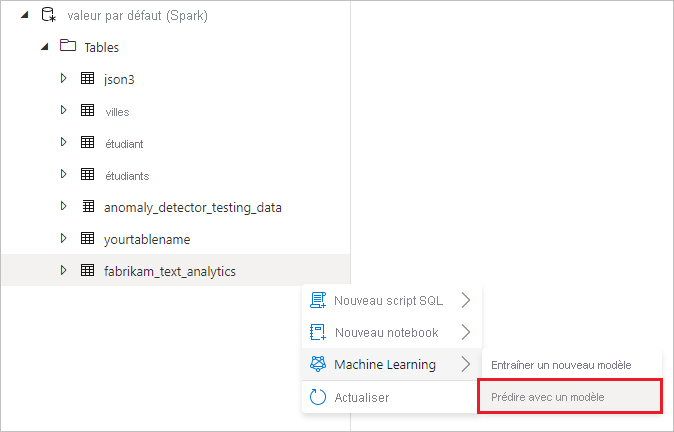 valeur par défaut (Spark)
Tables
json3
villes
étudiant
étudiants
anomaly_detector_testing_data
yourtablename
fabrikam_text_analytics
Nouveau script SQL
Nouveau notebook
Machine Learning
Entraîner un nouveau modèle
Prédire avec un modèle
Actualiser